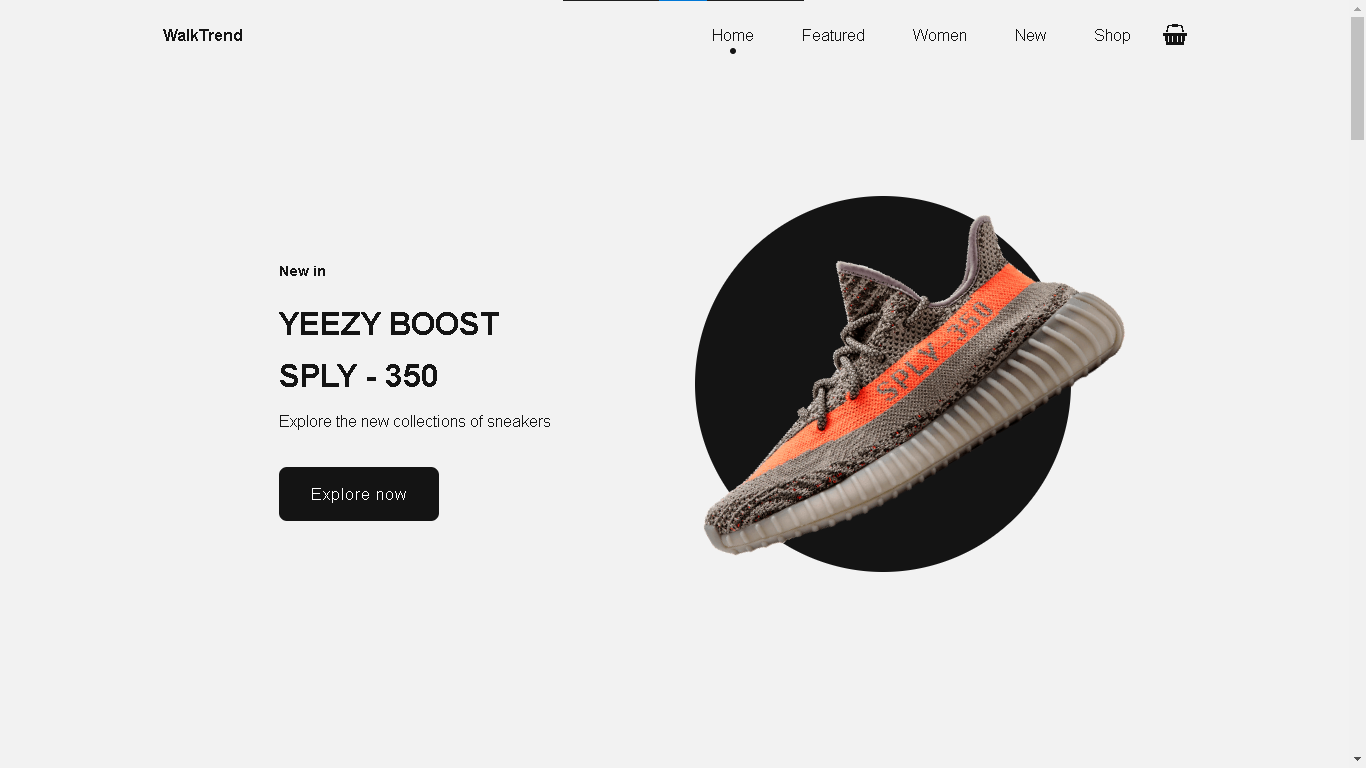 WalkTrend
Home Featured Women New Shop
New in
YEEZY BOOST
SPLY - 350
Explore the new collections of sneakers
Explore now
SPLY-350